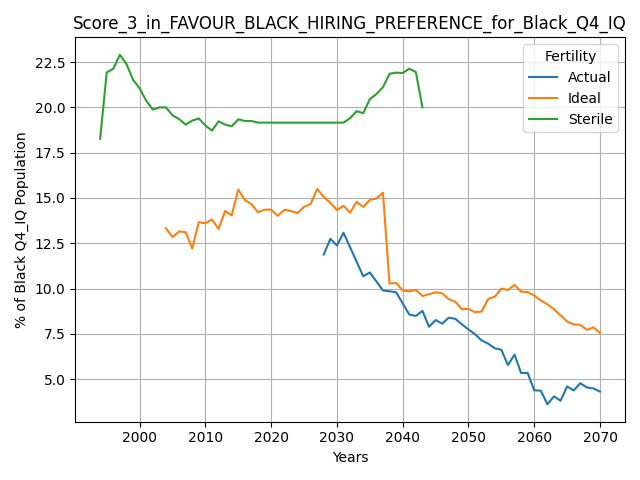 Score_3_in_FAVOUR_BLACK_HIRING_PREFERENCE_for_Black_Q4_IQ
Fertility
Actual
Ideal
Sterile
% of Black Q4_IQ Population
22.5
20.0
17.5
15.0
12.5
10.0
7.5
5.0
2000 2010 2020 2030 2040 2050 2060 2070
Years